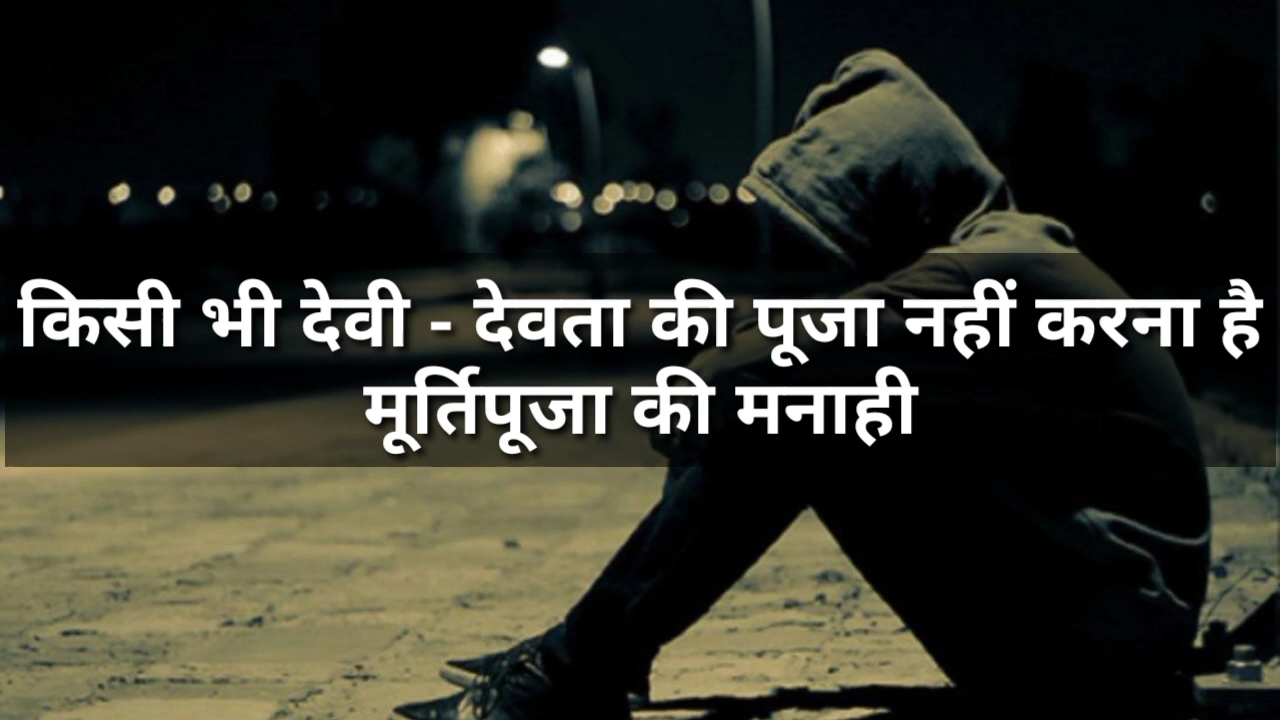 किसी भी देवी - देवता की पूजा नहीं करना है
मूर्तिपूजा की मनाही